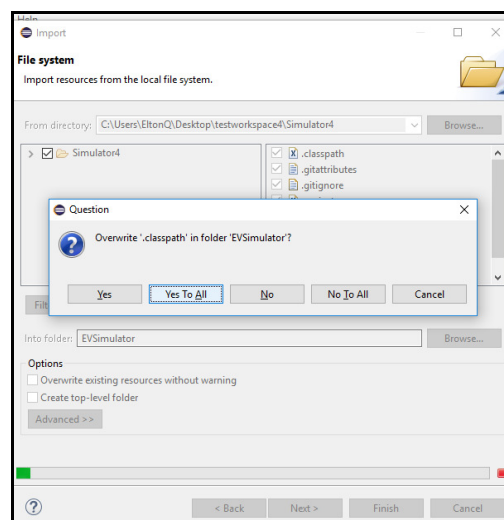 Help
Import
File system
Import resources from the local file system.
From directory: C:\Users\EltonQ\Desktop\testworkspace4\Simulator4 Browse...
Simulator4
.classpath
.gitattributes
.gitignore
Question
Overwrite '.classpath' in folder 'EVSimulator'?
Yes Yes To All No No To All Cancel
Filt
Into folder: EVSimulator Browse...
Options
Overwrite existing resources without warning
Create top-level folder
Advanced >>
< Back Next > Finish Cancel